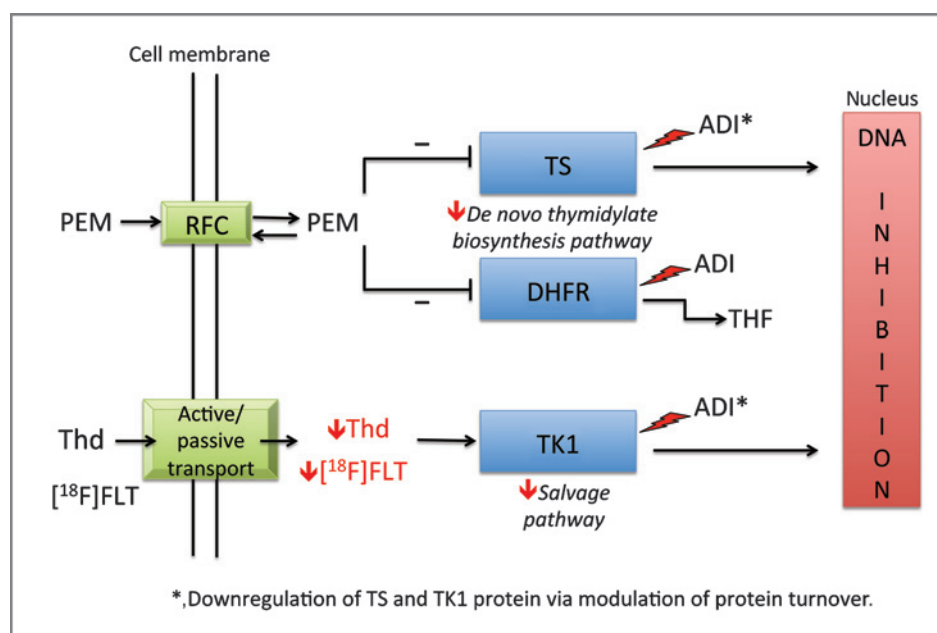 Cell membrane
Nucleus
DNA
I
N
H
I
B
I
T
I
O
N
ADI*
TS
PEM
RFC
PEM
De novo thymidylate
biosynthesis pathway
ADI
DHFR
THF
Active/
passive
transport
Thd
[¹⁸F]FLT
Thd
[¹⁸F]FLT
ADI*
TK1
Salvage
pathway
*,Downregulation of TS and TK1 protein via modulation of protein turnover.